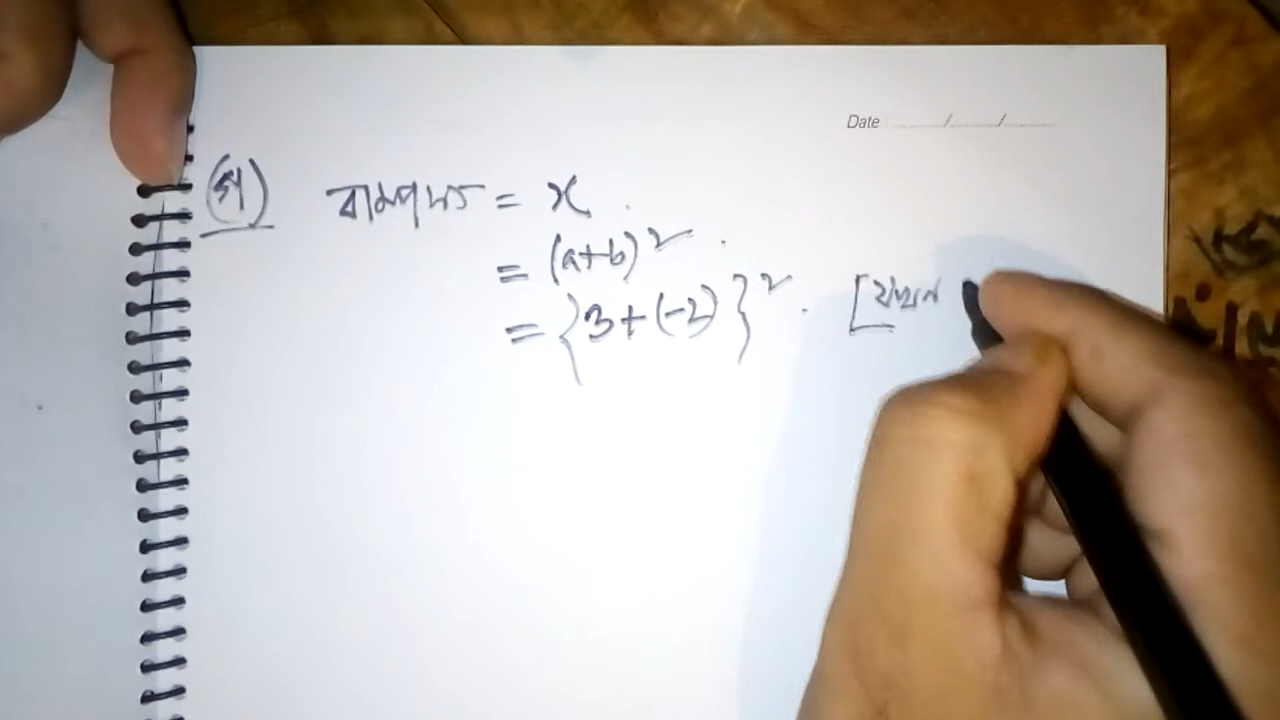 Date ....../....../......
(গ) বামপক্ষ = x
= (a+b)²
= {3+(-2)}² [যখন